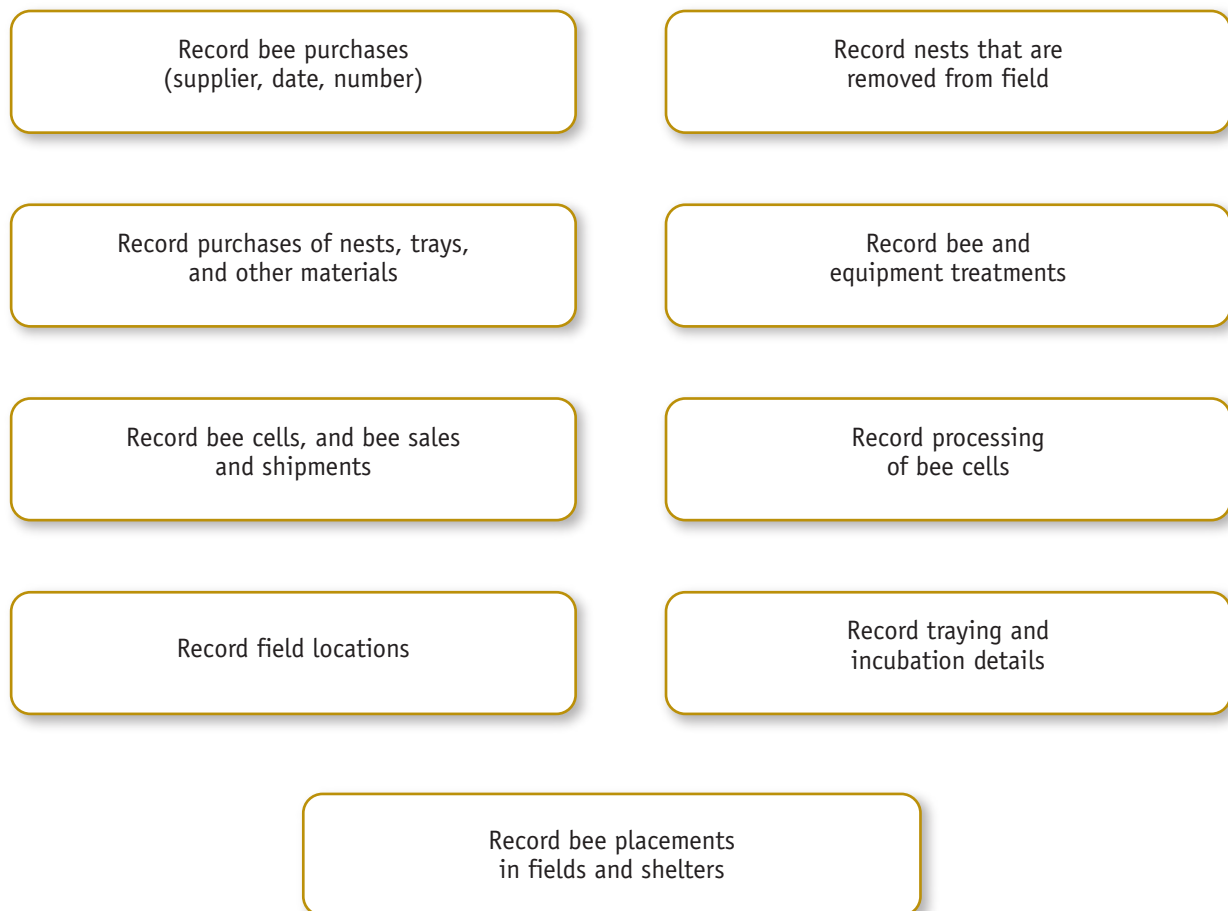 Record bee purchases
(supplier, date, number)
Record nests that are
removed from field
Record purchases of nests, trays,
and other materials
Record bee and
equipment treatments
Record bee cells, and bee sales
and shipments
Record processing
of bee cells
Record field locations
Record traying and
incubation details
Record bee placements
in fields and shelters